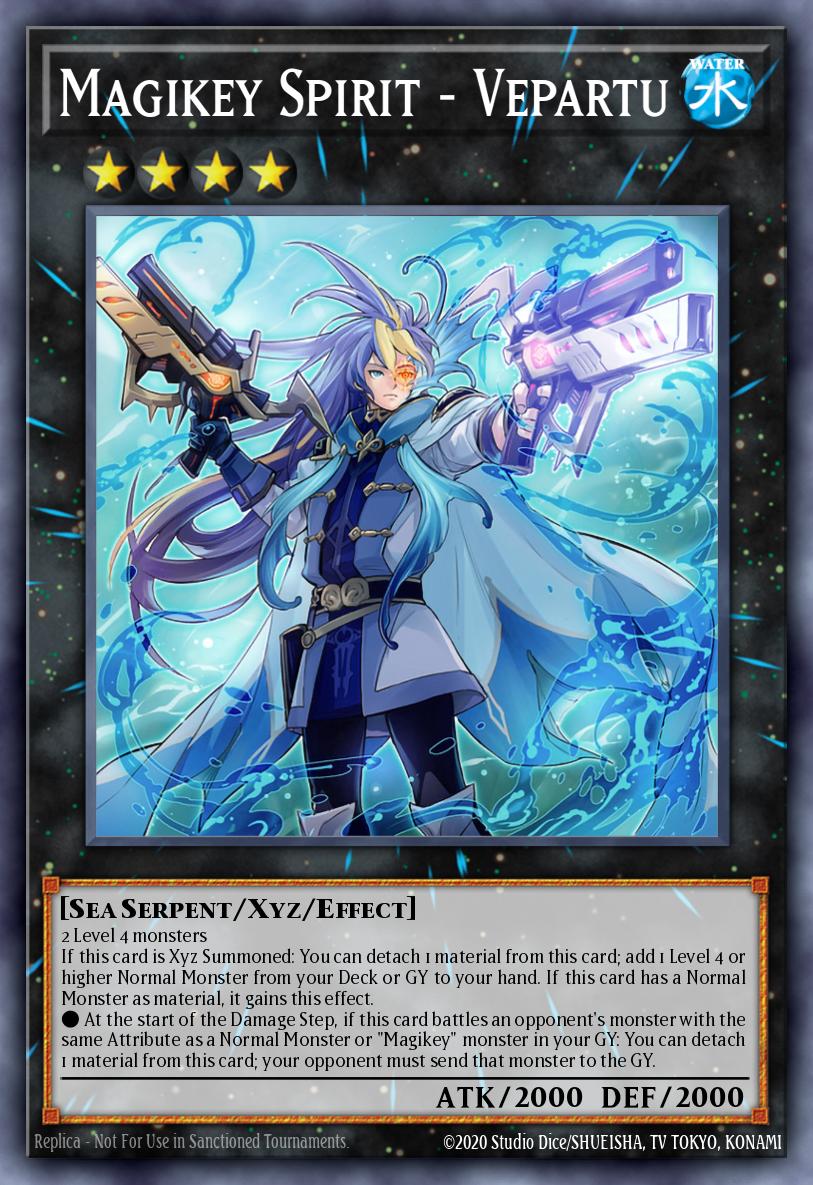 Magikey Spirit - Vepartu
WATER
水
[Sea Serpent/Xyz/Effect]
2 Level 4 monsters
If this card is Xyz Summoned: You can detach 1 material from this card; add 1 Level 4 or
higher Normal Monster from your Deck or GY to your hand. If this card has a Normal
Monster as material, it gains this effect.
● At the start of the Damage Step, if this card battles an opponent's monster with the
same Attribute as a Normal Monster or "Magikey" monster in your GY: You can detach
1 material from this card; your opponent must send that monster to the GY.
ATK/2000 DEF/2000
Replica - Not For Use in Sanctioned Tournaments.
©2020 Studio Dice/SHUEISHA, TV TOKYO, KONAMI